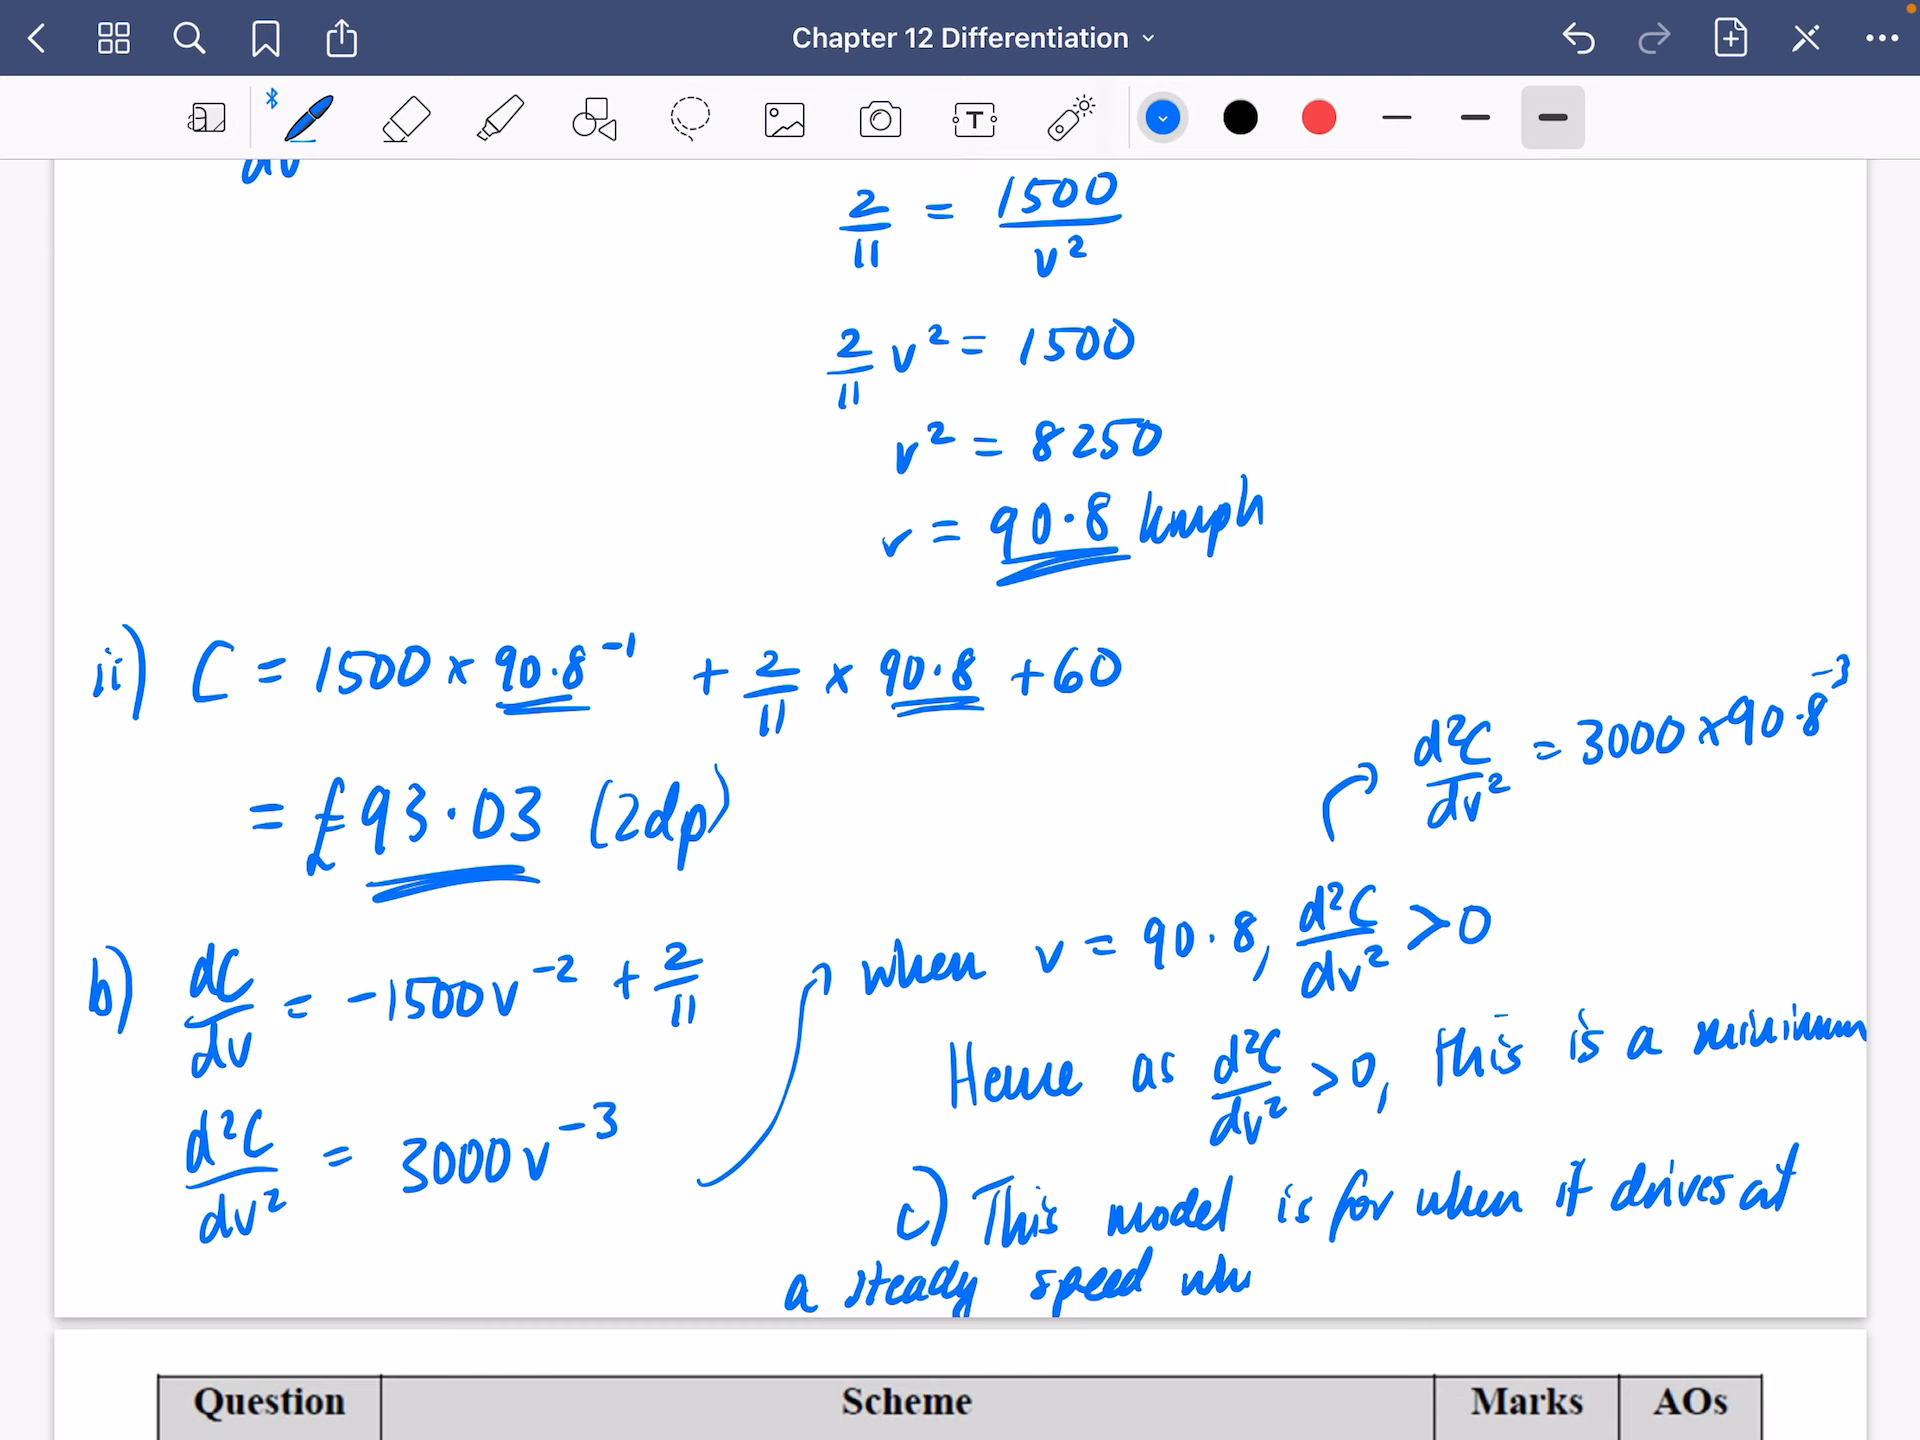 Chapter 12 Differentiation
dv
2/11 = 1500/v²
2/11 v² = 1500
v² = 8250
v = 90.8 kmph
ii) C = 1500 × 90.8⁻¹ + 2/11 × 90.8 + 60
= £93.03 (2dp)
d²C/dv² = 3000 × 90.8⁻³
b) dC/dv = -1500v⁻² + 2/11
d²C/dv² = 3000v⁻³
when v = 90.8, d²C/dv² > 0
Hence as d²C/dv² > 0, this is a minimum
c) This model is for when it drives at
a steady speed whi
Question Scheme Marks AOs